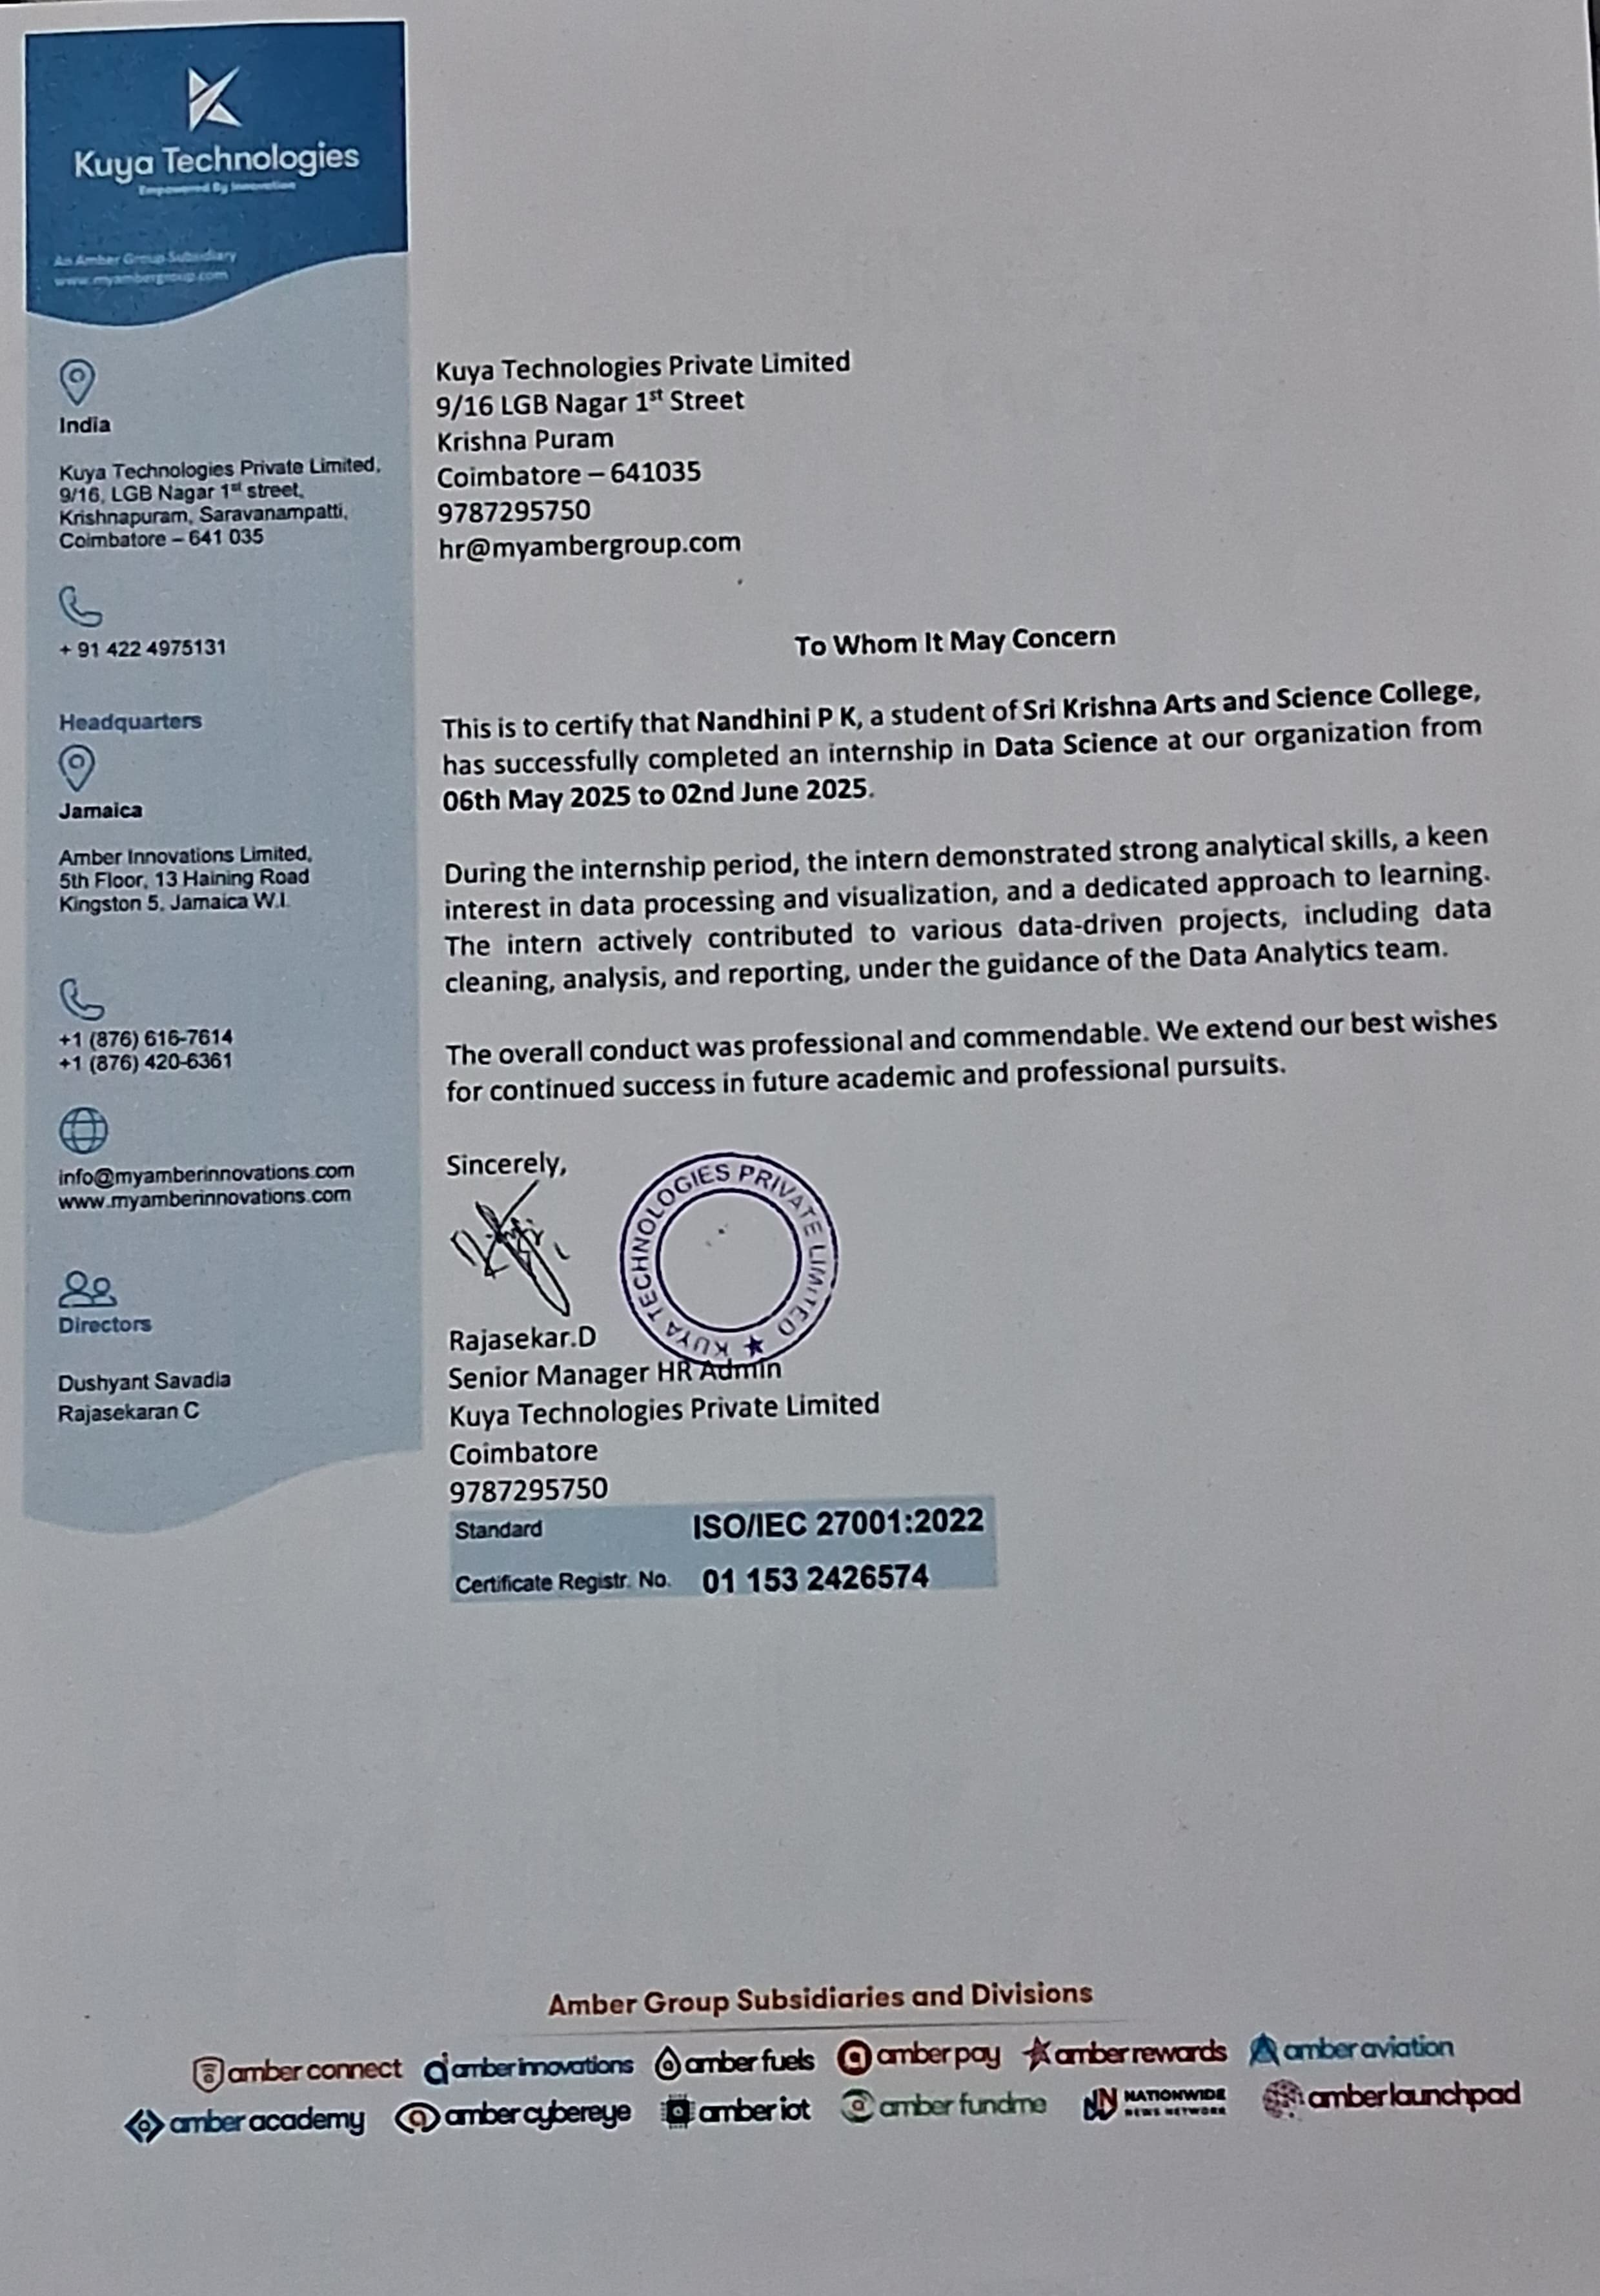 Kuya Technologies
Empowered By Innovation
An Amber Group Subsidiary
www.myambergroup.com
India
Kuya Technologies Private Limited,
9/16, LGB Nagar 1st street,
Krishnapuram, Saravanampatti,
Coimbatore – 641 035
+ 91 422 4975131
Headquarters
Jamaica
Amber Innovations Limited,
5th Floor, 13 Haining Road
Kingston 5, Jamaica W.I.
+1 (876) 616-7614
+1 (876) 420-6361
info@myamberinnovations.com
www.myamberinnovations.com
Directors
Dushyant Savadia
Rajasekaran C
Kuya Technologies Private Limited
9/16 LGB Nagar 1st Street
Krishna Puram
Coimbatore – 641035
9787295750
hr@myambergroup.com
To Whom It May Concern
This is to certify that Nandhini P K, a student of Sri Krishna Arts and Science College,
has successfully completed an internship in Data Science at our organization from
06th May 2025 to 02nd June 2025.
During the internship period, the intern demonstrated strong analytical skills, a keen
interest in data processing and visualization, and a dedicated approach to learning.
The intern actively contributed to various data-driven projects, including data
cleaning, analysis, and reporting, under the guidance of the Data Analytics team.
The overall conduct was professional and commendable. We extend our best wishes
for continued success in future academic and professional pursuits.
Sincerely,
KUYA TECHNOLOGIES PRIVATE LIMITED
Rajasekar.D
Senior Manager HR Admin
Kuya Technologies Private Limited
Coimbatore
9787295750
Standard ISO/IEC 27001:2022
Certificate Registr. No. 01 153 2426574
Amber Group Subsidiaries and Divisions
amber connect amber innovations amber fuels amber pay amber rewards amber aviation
amber academy amber cybereye amber iot amber fundme NATIONWIDE NEWS NETWORK amber launchpad